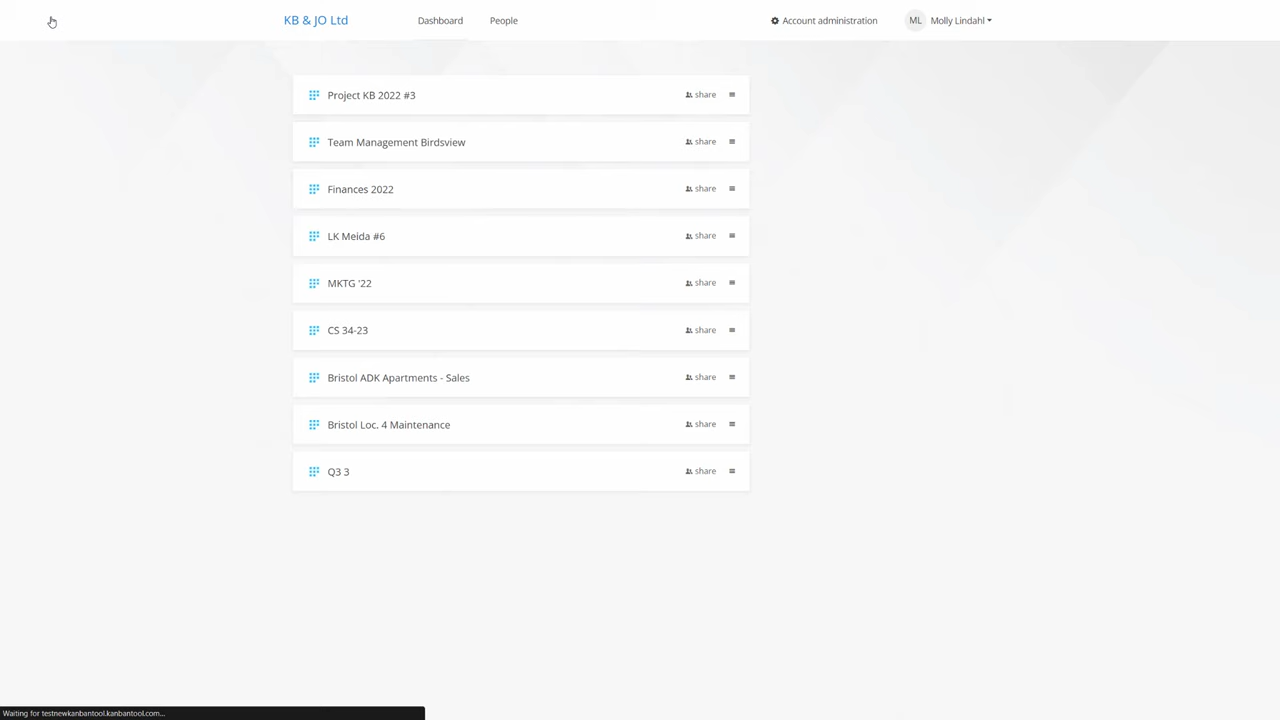 KB & JO Ltd Dashboard People Account administration ML Molly Lindahl
Project KB 2022 #3 share
Team Management Birdsview share
Finances 2022 share
LK Meida #6 share
MKTG '22 share
CS 34-23 share
Bristol ADK Apartments - Sales share
Bristol Loc. 4 Maintenance share
Q3 3 share
Waiting for testnewkanbantool.kanbantool.com...